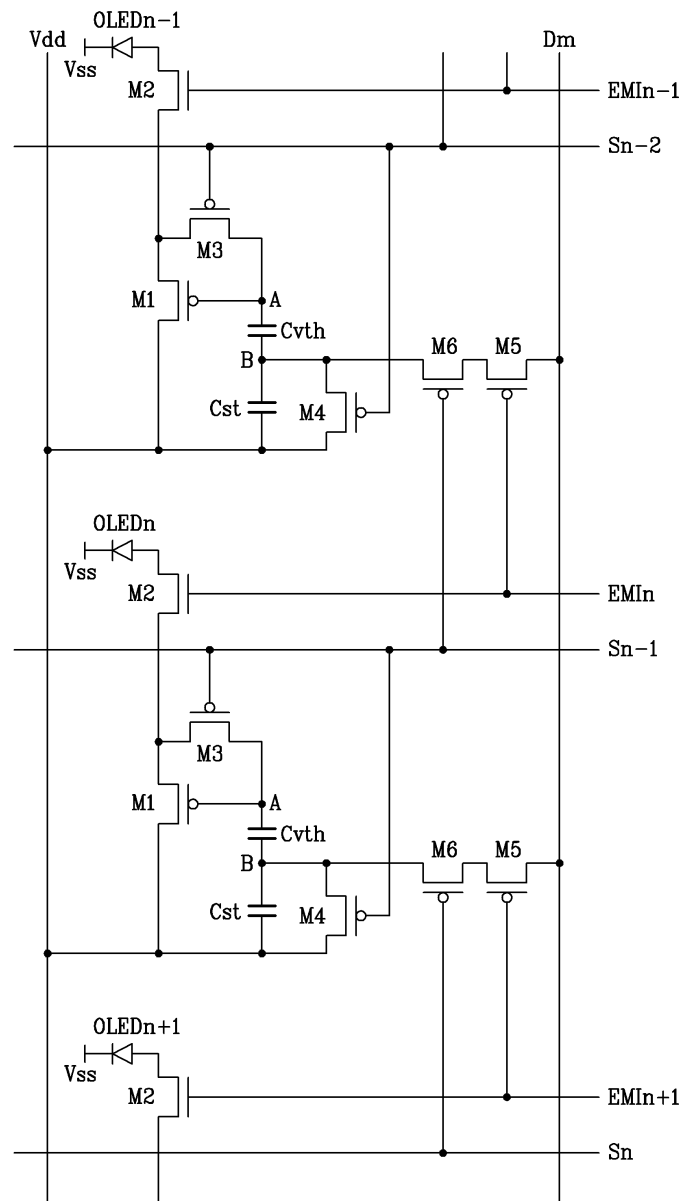 OLEDn-1
Vdd
Dm
Vss
M2
EMIn-1
Sn-2
M3
M1
A
Cvth
B
M6
M5
Cst
M4
OLEDn
Vss
M2
EMIn
Sn-1
M3
M1
A
Cvth
B
M6
M5
Cst
M4
OLEDn+1
Vss
M2
EMIn+1
Sn